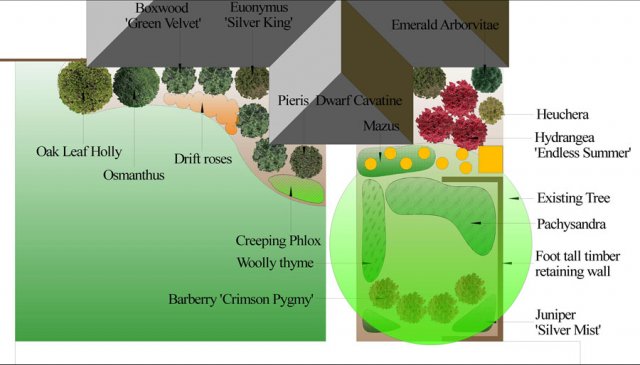 Boxwood
'Green Velvet'
Euonymus
'Silver King'
Emerald Arborvitae
Pieris Dwarf Cavatine
Mazus
Heuchera
Hydrangea
'Endless Summer'
Oak Leaf Holly
Osmanthus
Drift roses
Existing Tree
Pachysandra
Creeping Phlox
Woolly thyme
Foot tall timber
retaining wall
Barberry 'Crimson Pygmy'
Juniper
'Silver Mist'